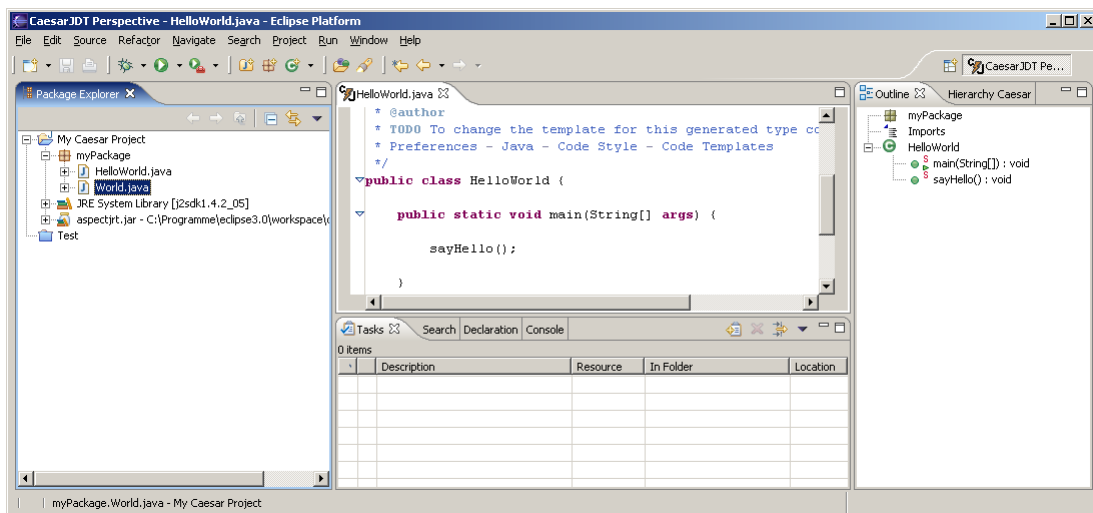 CaesarJDT Perspective - HelloWorld.java - Eclipse Platform
File Edit Source Refactor Navigate Search Project Run Window Help
CaesarJDT Pe...
Package Explorer
My Caesar Project
myPackage
HelloWorld.java
World.java
JRE System Library [j2sdk1.4.2_05]
aspectjrt.jar - C:\Programme\eclipse3.0\workspace\
Test
HelloWorld.java
* @author
* TODO To change the template for this generated type co
* Preferences - Java - Code Style - Code Templates
*/
public class HelloWorld {
public static void main(String[] args) {
sayHello();
}
Tasks Search Declaration Console
0 items
Description Resource In Folder Location
Outline Hierarchy Caesar
myPackage
Imports
HelloWorld
main(String[]) : void
sayHello() : void
myPackage.World.java - My Caesar Project